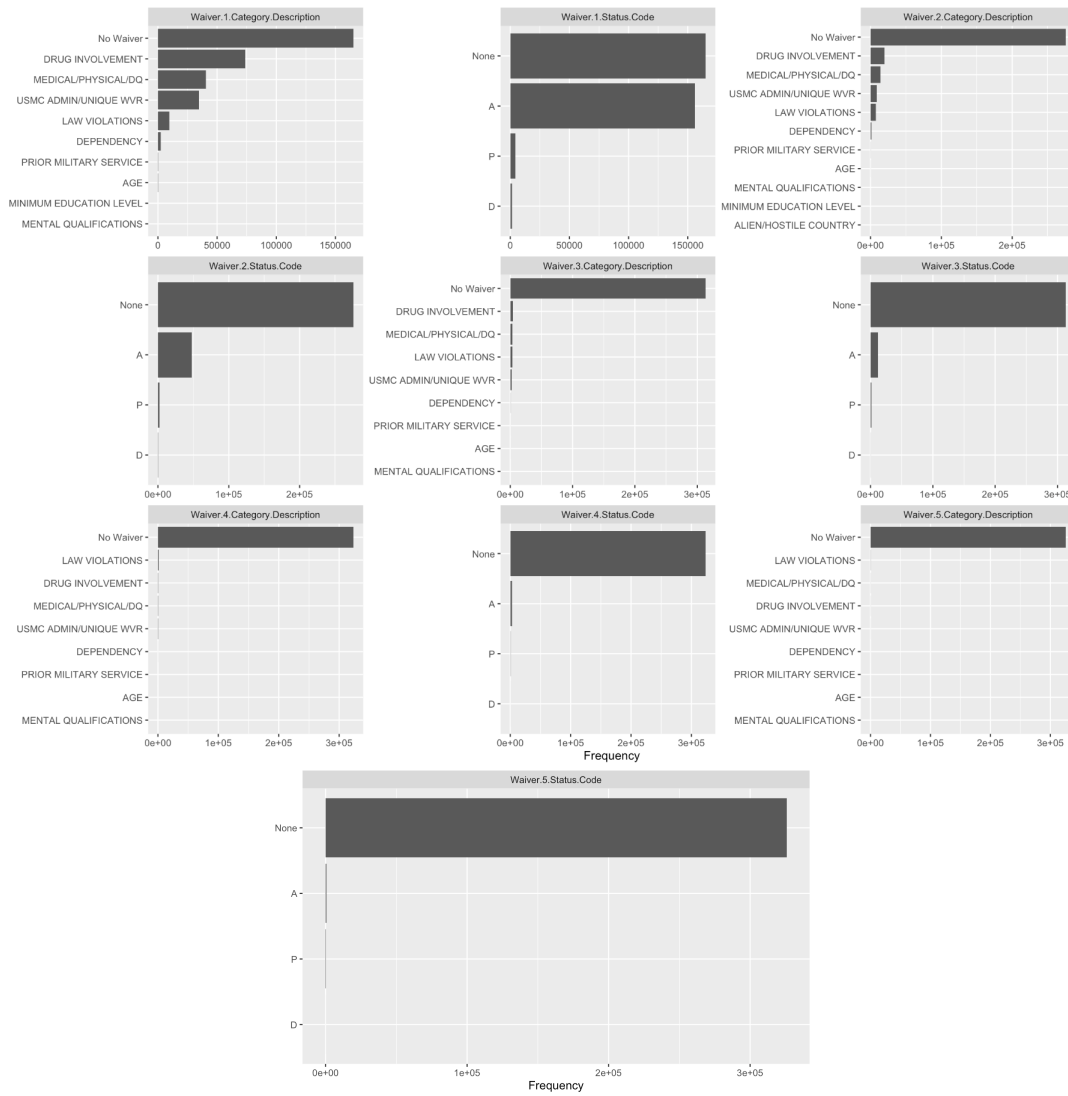 Waiver.1.Category.Description
No Waiver
DRUG INVOLVEMENT
MEDICAL/PHYSICAL/DQ
USMC ADMIN/UNIQUE WVR
LAW VIOLATIONS
DEPENDENCY
PRIOR MILITARY SERVICE
AGE
MINIMUM EDUCATION LEVEL
MENTAL QUALIFICATIONS
0 50000 100000 150000
Waiver.1.Status.Code
None
A
P
D
0 50000 100000 150000
Waiver.2.Category.Description
No Waiver
DRUG INVOLVEMENT
MEDICAL/PHYSICAL/DQ
USMC ADMIN/UNIQUE WVR
LAW VIOLATIONS
DEPENDENCY
PRIOR MILITARY SERVICE
AGE
MENTAL QUALIFICATIONS
MINIMUM EDUCATION LEVEL
ALIEN/HOSTILE COUNTRY
0e+00 1e+05 2e+05
Waiver.2.Status.Code
None
A
P
D
0e+00 1e+05 2e+05
Waiver.3.Category.Description
No Waiver
DRUG INVOLVEMENT
MEDICAL/PHYSICAL/DQ
LAW VIOLATIONS
USMC ADMIN/UNIQUE WVR
DEPENDENCY
PRIOR MILITARY SERVICE
AGE
MENTAL QUALIFICATIONS
0e+00 1e+05 2e+05 3e+05
Waiver.3.Status.Code
None
A
P
D
0e+00 1e+05 2e+05 3e+05
Waiver.4.Category.Description
No Waiver
LAW VIOLATIONS
DRUG INVOLVEMENT
MEDICAL/PHYSICAL/DQ
USMC ADMIN/UNIQUE WVR
DEPENDENCY
PRIOR MILITARY SERVICE
AGE
MENTAL QUALIFICATIONS
0e+00 1e+05 2e+05 3e+05
Waiver.4.Status.Code
None
A
P
D
0e+00 1e+05 2e+05 3e+05
Frequency
Waiver.5.Category.Description
No Waiver
LAW VIOLATIONS
MEDICAL/PHYSICAL/DQ
DRUG INVOLVEMENT
USMC ADMIN/UNIQUE WVR
DEPENDENCY
PRIOR MILITARY SERVICE
AGE
MENTAL QUALIFICATIONS
0e+00 1e+05 2e+05 3e+05
Waiver.5.Status.Code
None
A
P
D
0e+00 1e+05 2e+05 3e+05
Frequency